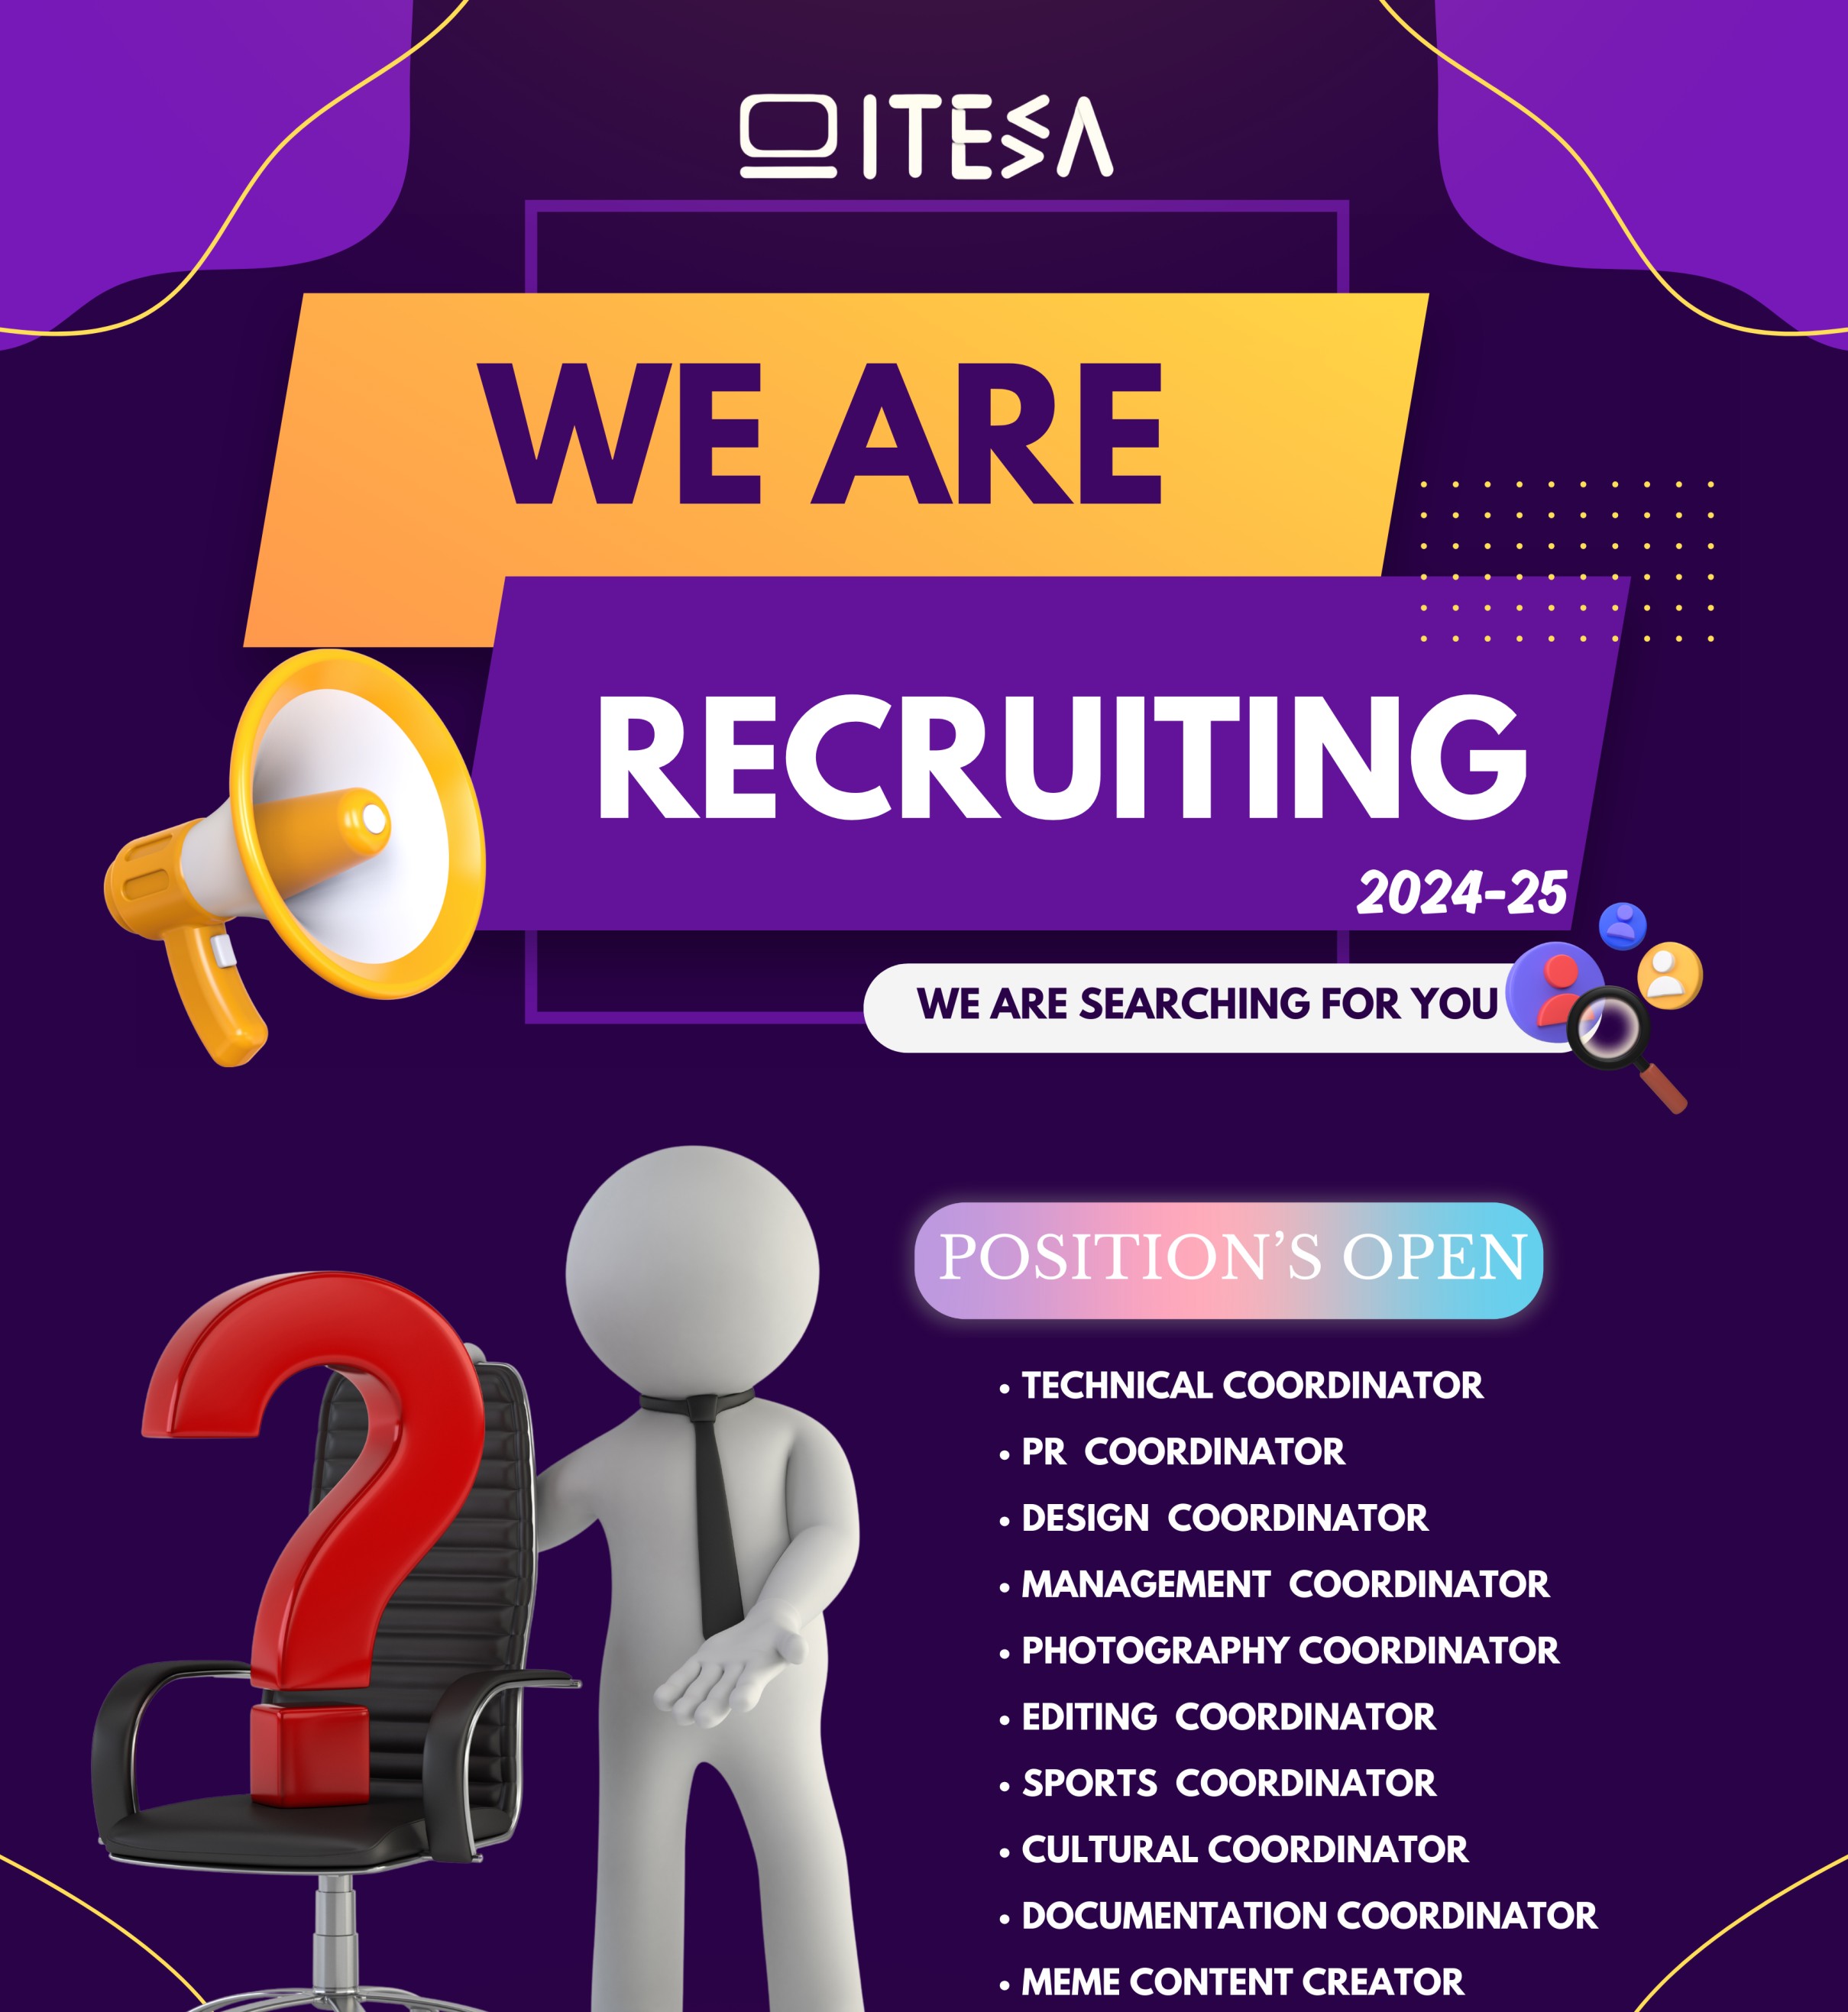 ITESA
WE ARE
RECRUITING
2024-25
WE ARE SEARCHING FOR YOU
POSITION'S OPEN
• TECHNICAL COORDINATOR
• PR COORDINATOR
• DESIGN COORDINATOR
• MANAGEMENT COORDINATOR
• PHOTOGRAPHY COORDINATOR
• EDITING COORDINATOR
• SPORTS COORDINATOR
• CULTURAL COORDINATOR
• DOCUMENTATION COORDINATOR
• MEME CONTENT CREATOR